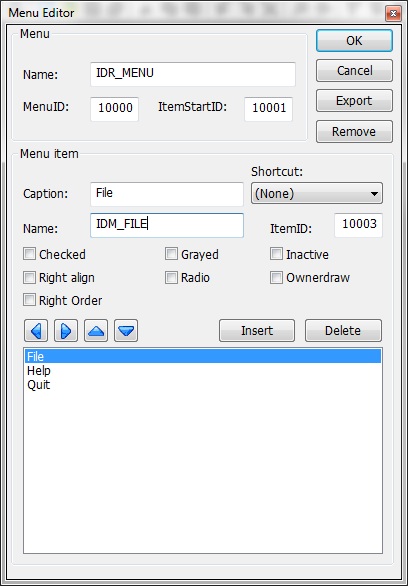 Menu Editor
Menu
OK
Name: IDR_MENU
Cancel
MenuID: 10000 ItemStartID: 10001
Export
Remove
Menu item
Shortcut:
Caption: File (None)
Name: IDM_FILE ItemID: 10003
Checked Grayed Inactive
Right align Radio Ownerdraw
Right Order
Insert Delete
File
Help
Quit